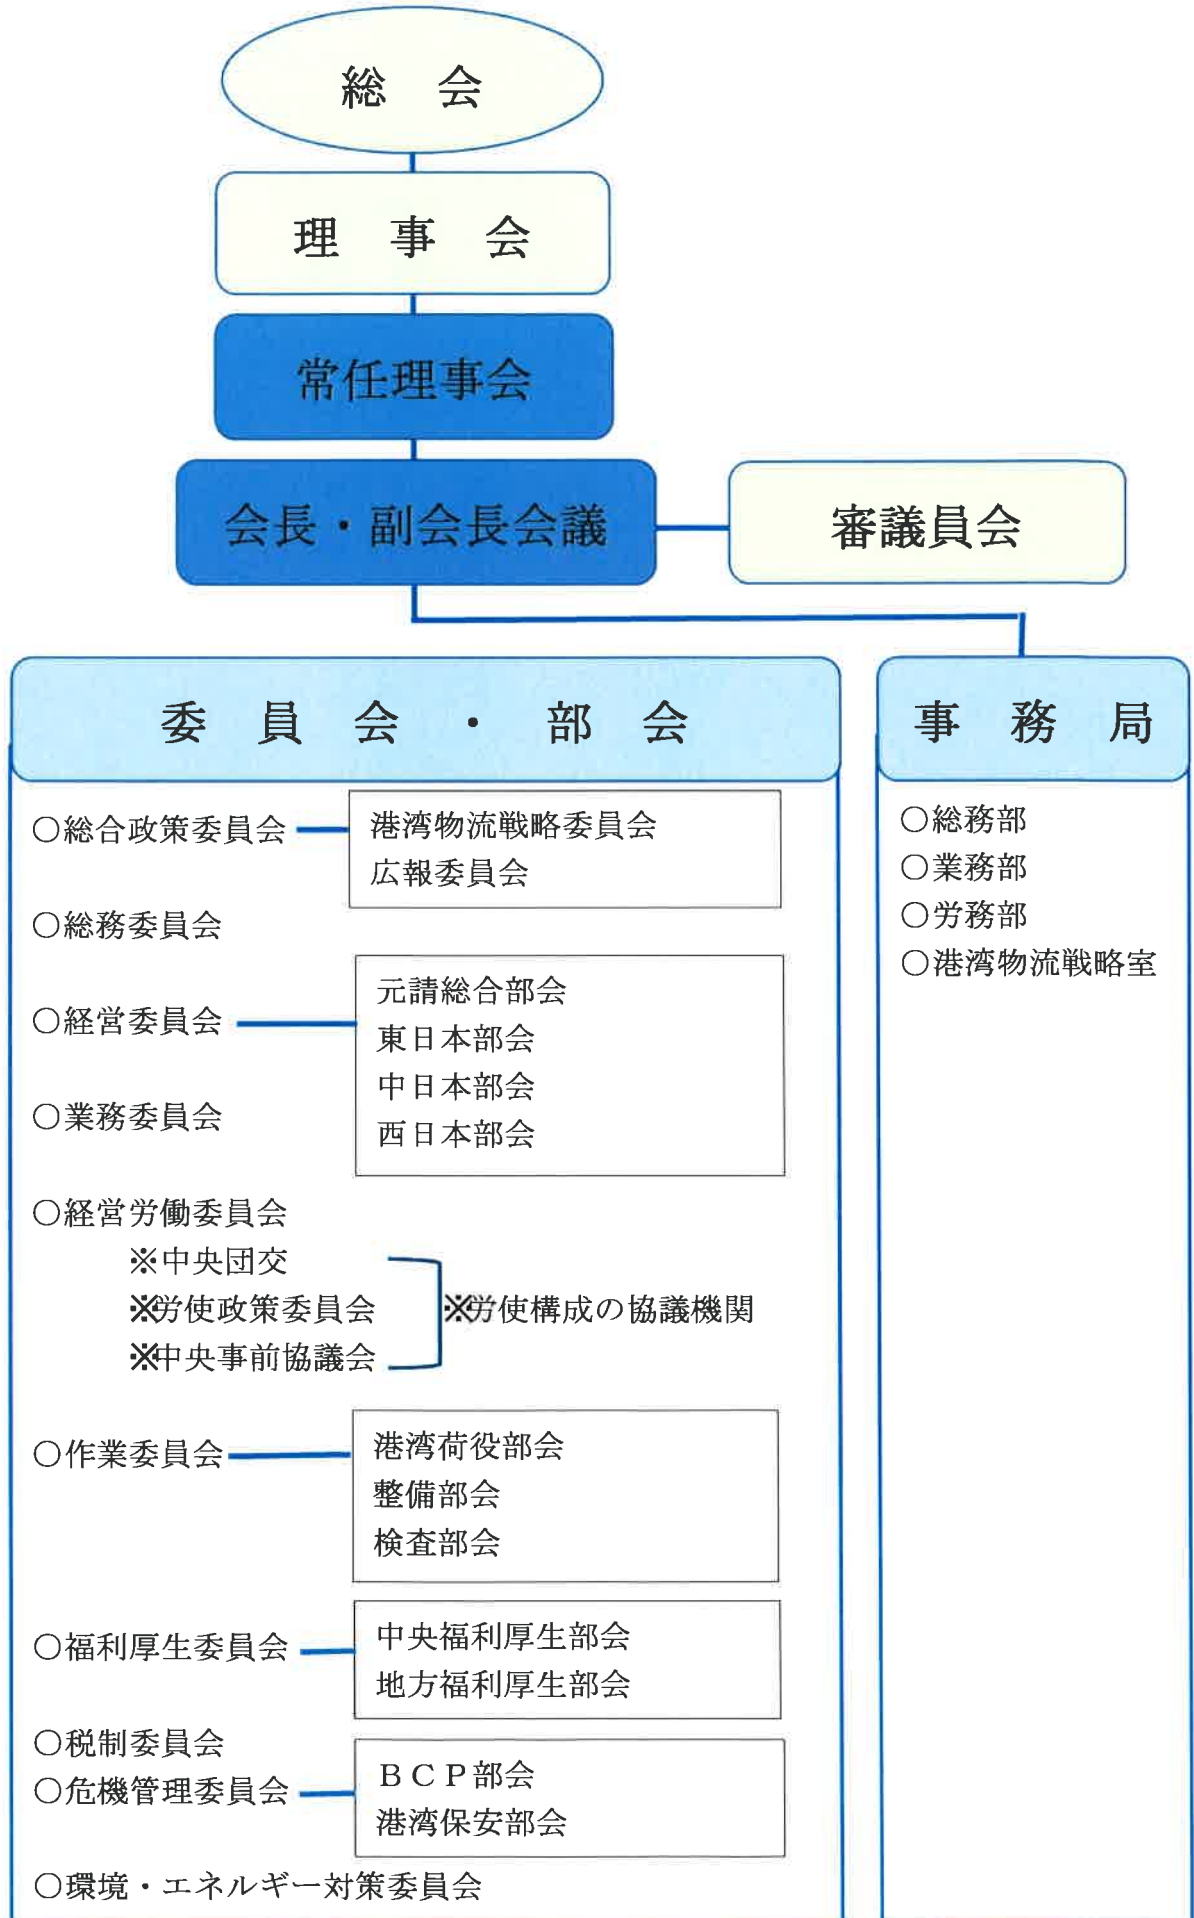 総 会
理 事 会
常任理事会
会長・副会長会議
審議員会
委 員 会 ・ 部 会
○総合政策委員会
港湾物流戦略委員会
広報委員会
○総務委員会
○経営委員会
元請総合部会
東日本部会
中日本部会
西日本部会
○業務委員会
○経営労働委員会
※中央団交
※労使政策委員会
※中央事前協議会
※労使構成の協議機関
○作業委員会
港湾荷役部会
整備部会
検査部会
○福利厚生委員会
中央福利厚生部会
地方福利厚生部会
○税制委員会
○危機管理委員会
ＢＣＰ部会
港湾保安部会
○環境・エネルギー対策委員会
事 務 局
○総務部
○業務部
○労務部
○港湾物流戦略室